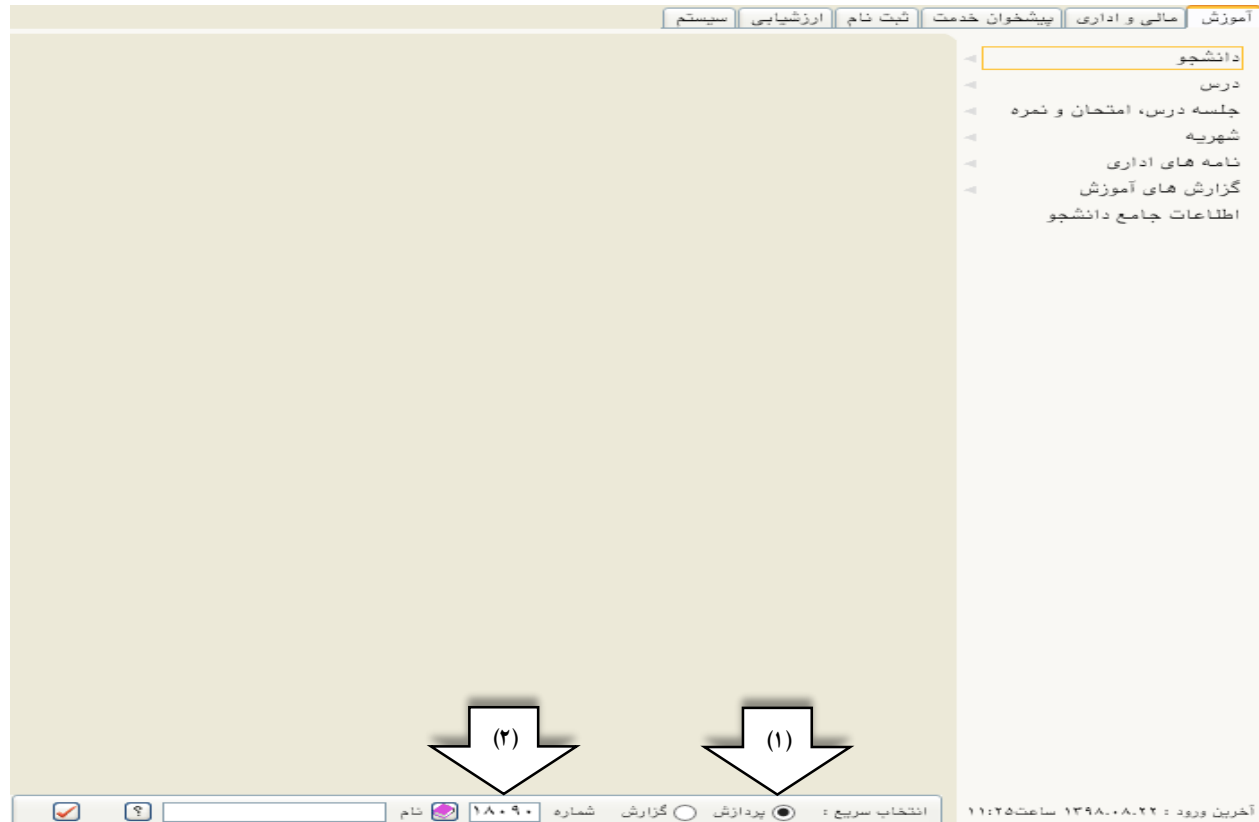 آموزش مالی و اداری پیشخوان خدمت ثبت نام ارزشیابی سیستم
دانشجو
درس
جلسه درس، امتحان و نمره
شهریه
نامه های اداری
گزارش های آموزش
اطلاعات جامع دانشجو
(۱) (۲)
آخرین ورود : ۱۳۹۸.۰۸.۲۲ ساعت۱۱:۲۵ انتخاب سریع : پردازش گزارش شماره ۱۸۰۹۰ نام ؟